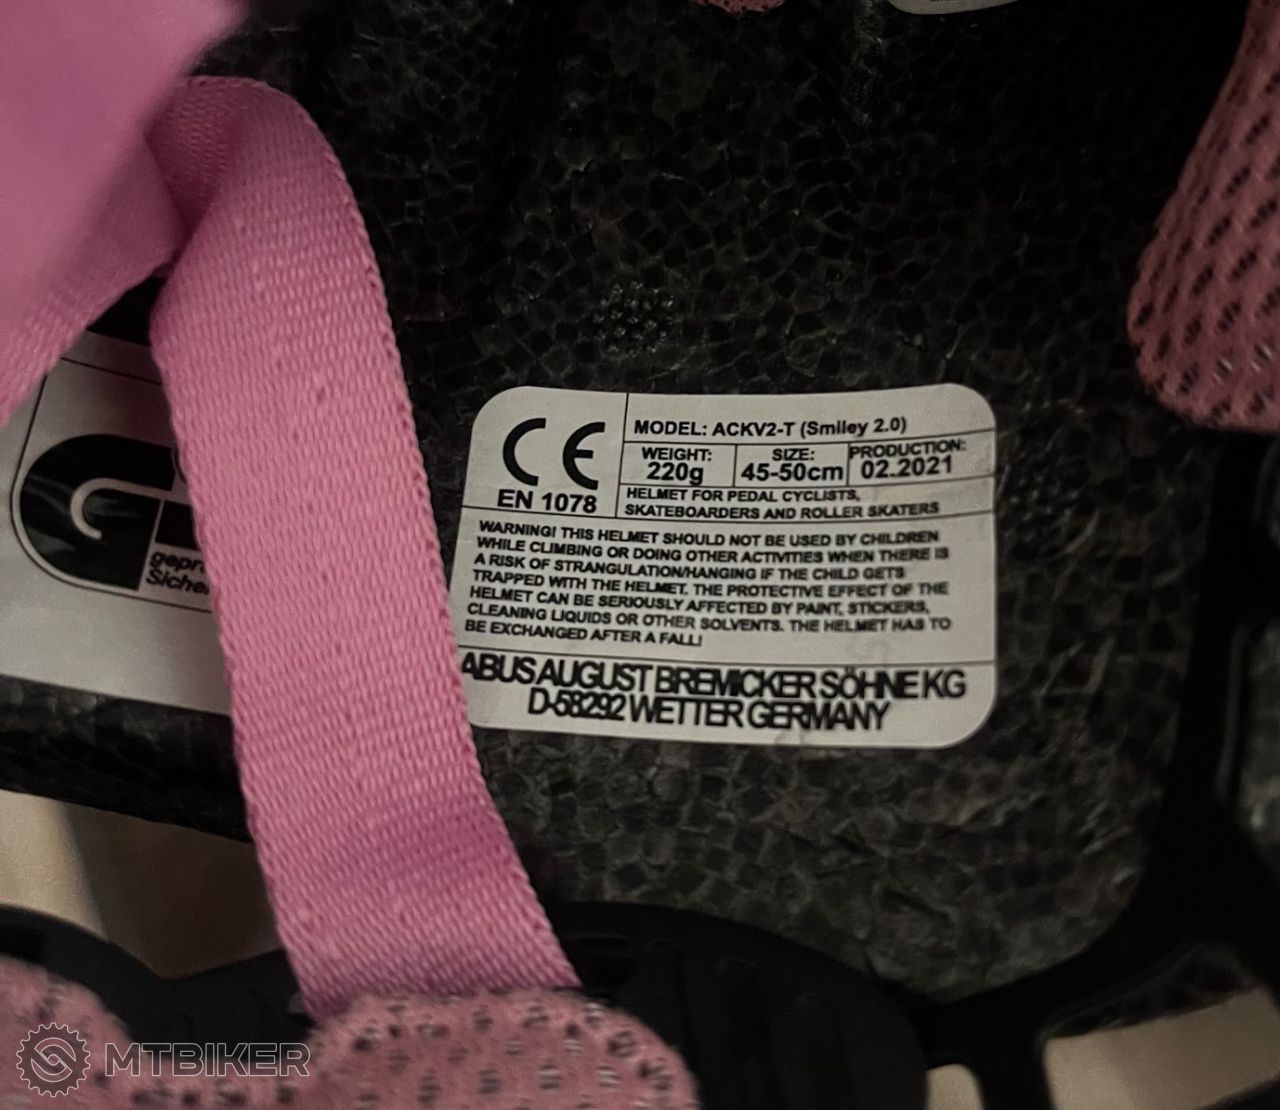 CE
EN 1078
MODEL: ACKV2-T (Smiley 2.0)
WEIGHT:
220g
SIZE:
45-50cm
PRODUCTION:
02.2021
HELMET FOR PEDAL CYCLISTS,
SKATEBOARDERS AND ROLLER SKATERS
WARNING! THIS HELMET SHOULD NOT BE USED BY CHILDREN
WHILE CLIMBING OR DOING OTHER ACTIVITIES WHEN THERE IS
A RISK OF STRANGULATION/HANGING IF THE CHILD GETS
TRAPPED WITH THE HELMET. THE PROTECTIVE EFFECT OF THE
HELMET CAN BE SERIOUSLY AFFECTED BY PAINT, STICKERS,
CLEANING LIQUIDS OR OTHER SOLVENTS. THE HELMET HAS TO
BE EXCHANGED AFTER A FALL!
ABUS AUGUST BREMICKER SÖHNE KG
D-58292 WETTER GERMANY
MTBIKER